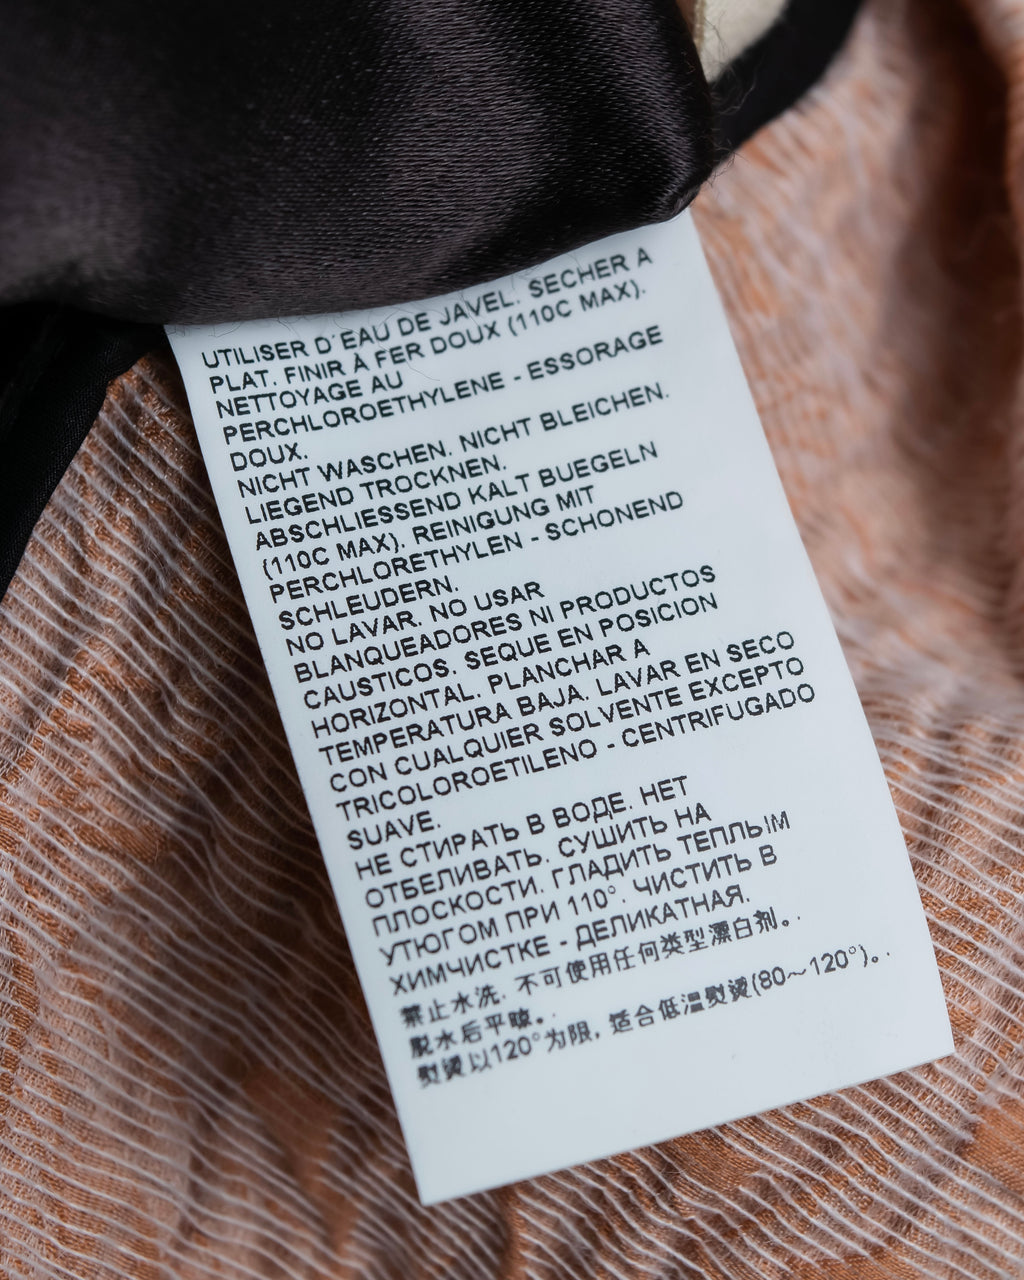 UTILISER D'EAU DE JAVEL. SECHER A
PLAT. FINIR À FER DOUX (110C MAX).
NETTOYAGE AU
PERCHLOROETHYLENE - ESSORAGE
DOUX.
NICHT WASCHEN. NICHT BLEICHEN.
LIEGEND TROCKNEN.
ABSCHLIESSEND KALT BUEGELN
(110C MAX). REINIGUNG MIT
PERCHLORETHYLEN - SCHONEND
SCHLEUDERN.
NO LAVAR. NO USAR
BLANQUEADORES NI PRODUCTOS
CAUSTICOS. SEQUE EN POSICION
HORIZONTAL. PLANCHAR A
TEMPERATURA BAJA. LAVAR EN SECO
CON CUALQUIER SOLVENTE EXCEPTO
TRICOLOROETILENO - CENTRIFUGADO
SUAVE.
НЕ СТИРАТЬ В ВОДЕ. НЕТ
ОТБЕЛИВАТЬ. СУШИТЬ НА
ПЛОСКОСТИ. ГЛАДИТЬ ТЕПЛЫМ
УТЮГОМ ПРИ 110°. ЧИСТИТЬ В
ХИМЧИСТКЕ - ДЕЛИКАТНАЯ.
禁止水洗. 不可使用任何类型漂白剂。.
脱水后平晾。.
熨烫以120°为限, 适合低温熨烫(80～120°)。.